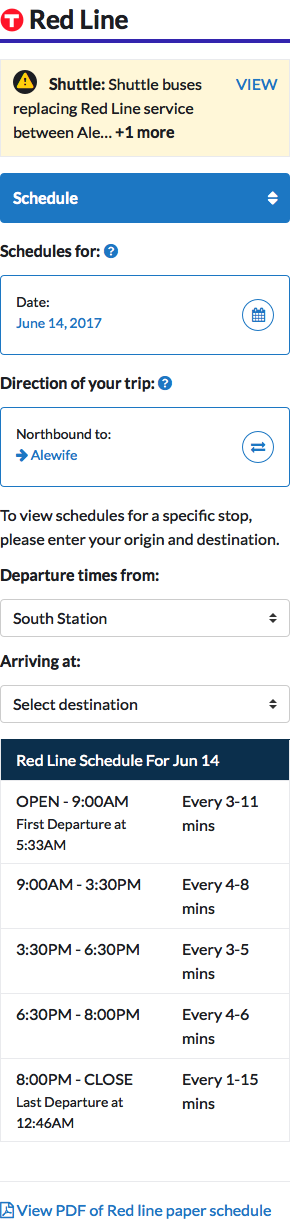 T Red Line
Shuttle: Shuttle buses VIEW
replacing Red Line service
between Ale... +1 more
Schedule
Schedules for: ?
Date:
June 14, 2017
Direction of your trip: ?
Northbound to:
Alewife
To view schedules for a specific stop,
please enter your origin and destination.
Departure times from:
South Station
Arriving at:
Select destination
Red Line Schedule For Jun 14
OPEN - 9:00AM Every 3-11
First Departure at mins
5:33AM
9:00AM - 3:30PM Every 4-8
mins
3:30PM - 6:30PM Every 3-5
mins
6:30PM - 8:00PM Every 4-6
mins
8:00PM - CLOSE Every 1-15
Last Departure at mins
12:46AM
View PDF of Red line paper schedule